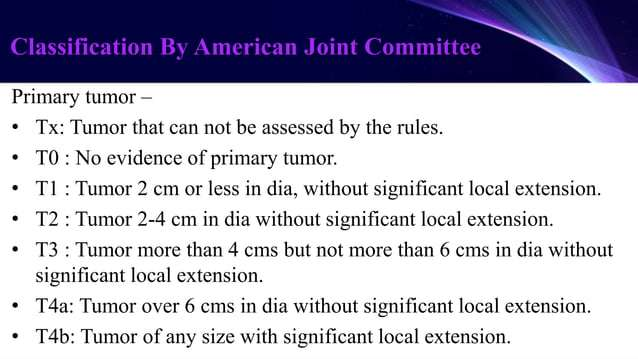 Classification By American Joint Committee
Primary tumor –
• Tx: Tumor that can not be assessed by the rules.
• T0 : No evidence of primary tumor.
• T1 : Tumor 2 cm or less in dia, without significant local extension.
• T2 : Tumor 2-4 cm in dia without significant local extension.
• T3 : Tumor more than 4 cms but not more than 6 cms in dia without
significant local extension.
• T4a: Tumor over 6 cms in dia without significant local extension.
• T4b: Tumor of any size with significant local extension.